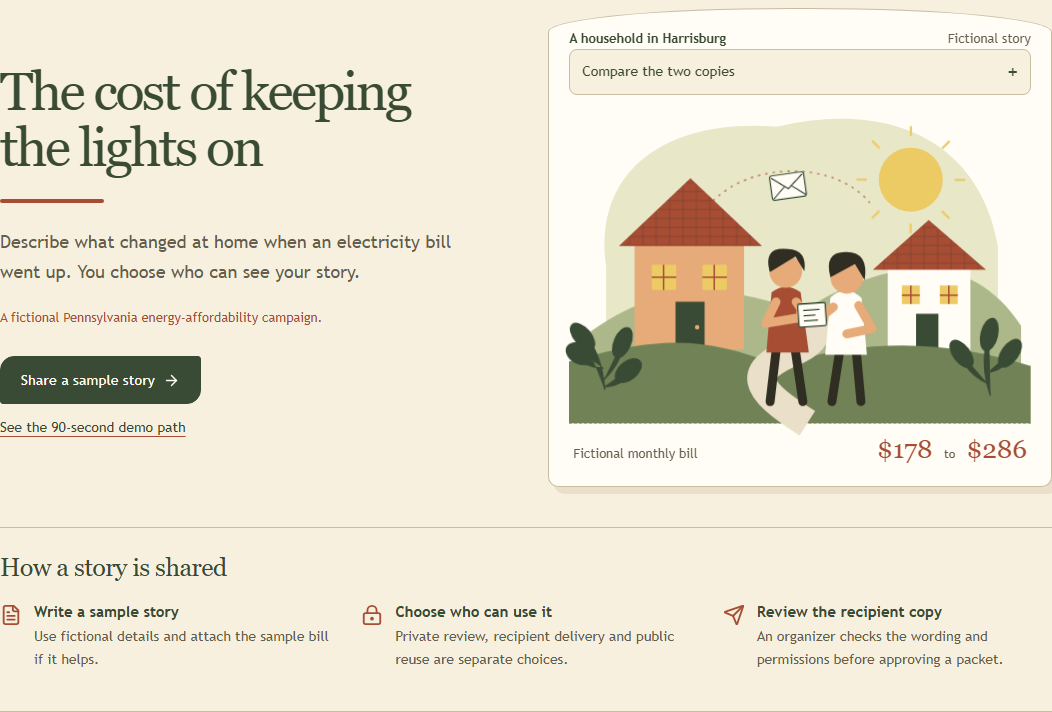 The cost of keeping
the lights on
Describe what changed at home when an electricity bill
went up. You choose who can see your story.
A fictional Pennsylvania energy-affordability campaign.
Share a sample story →
See the 90-second demo path
A household in Harrisburg
Fictional story
Compare the two copies +
Fictional monthly bill
$178 to $286
How a story is shared
Write a sample story
Use fictional details and attach the sample bill
if it helps.
Choose who can use it
Private review, recipient delivery and public
reuse are separate choices.
Review the recipient copy
An organizer checks the wording and
permissions before approving a packet.